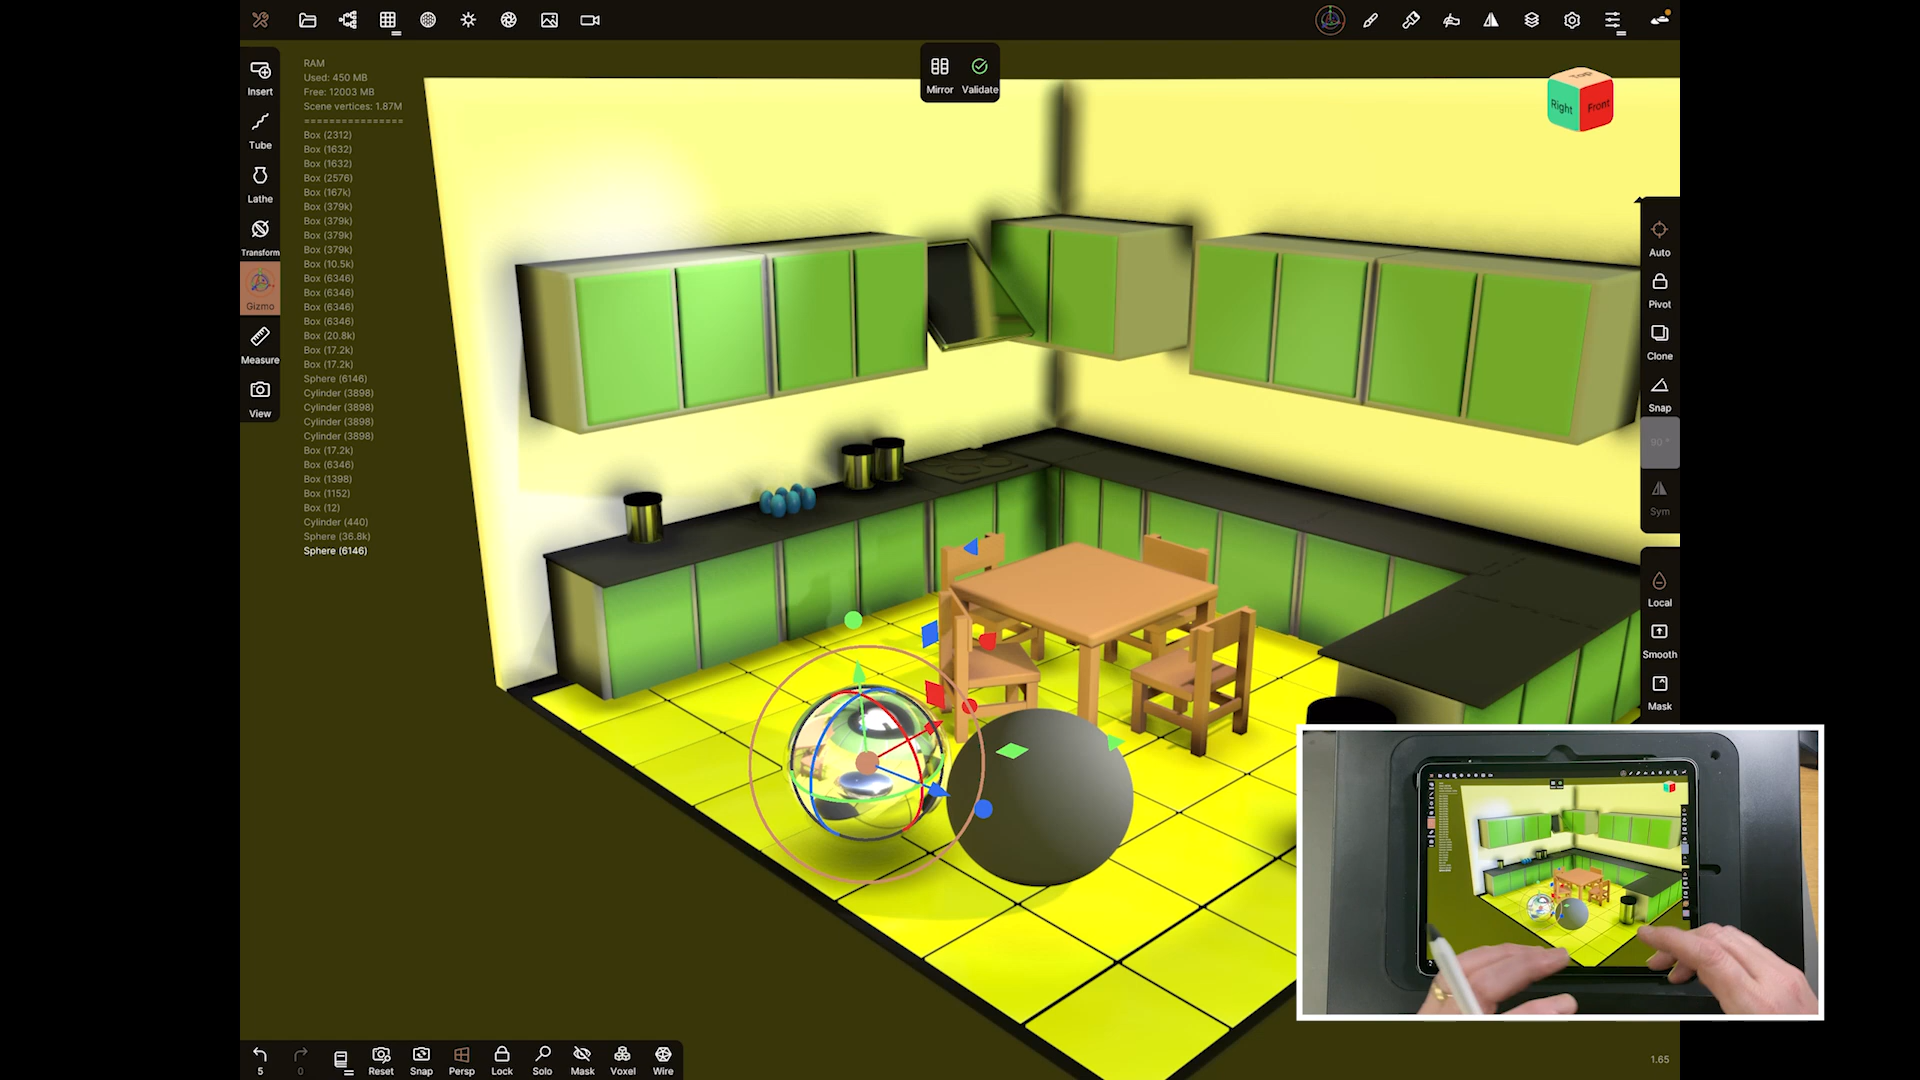 RAM
Used: 450 MB
Free: 12003 MB
Scene vertices: 1.87M
================
Box (2312)
Box (1632)
Box (1632)
Box (2576)
Box (167k)
Box (379k)
Box (379k)
Box (379k)
Box (379k)
Box (10.5k)
Box (6346)
Box (6346)
Box (6346)
Box (6346)
Box (20.8k)
Box (17.2k)
Box (17.2k)
Sphere (6146)
Cylinder (3898)
Cylinder (3898)
Cylinder (3898)
Cylinder (3898)
Box (17.2k)
Box (6346)
Box (1398)
Box (1152)
Box (12)
Cylinder (440)
Sphere (36.8k)
Sphere (6146)
Insert
Tube
Lathe
Transform
Gizmo
Measure
View
Mirror
Validate
Top
Right
Front
Auto
Pivot
Clone
Snap
90 °
Sym
Local
Smooth
Mask
5
0
Reset
Snap
Persp
Lock
Solo
Mask
Voxel
Wire
1.65